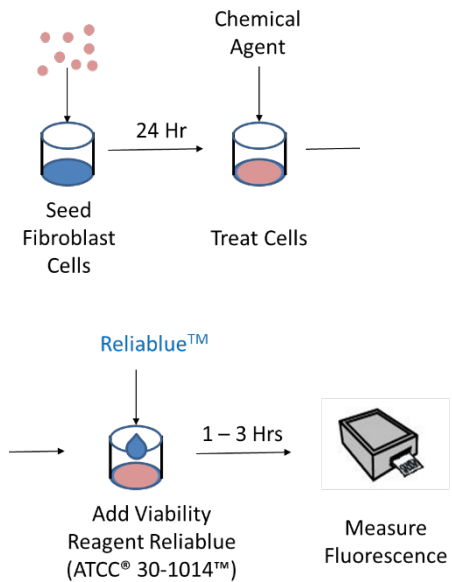 Chemical
Agent
24 Hr
Seed
Fibroblast
Cells
Treat Cells
Reliablue™
1 – 3 Hrs
Add Viability
Reagent Reliablue
(ATCC® 30-1014™)
Measure
Fluorescence